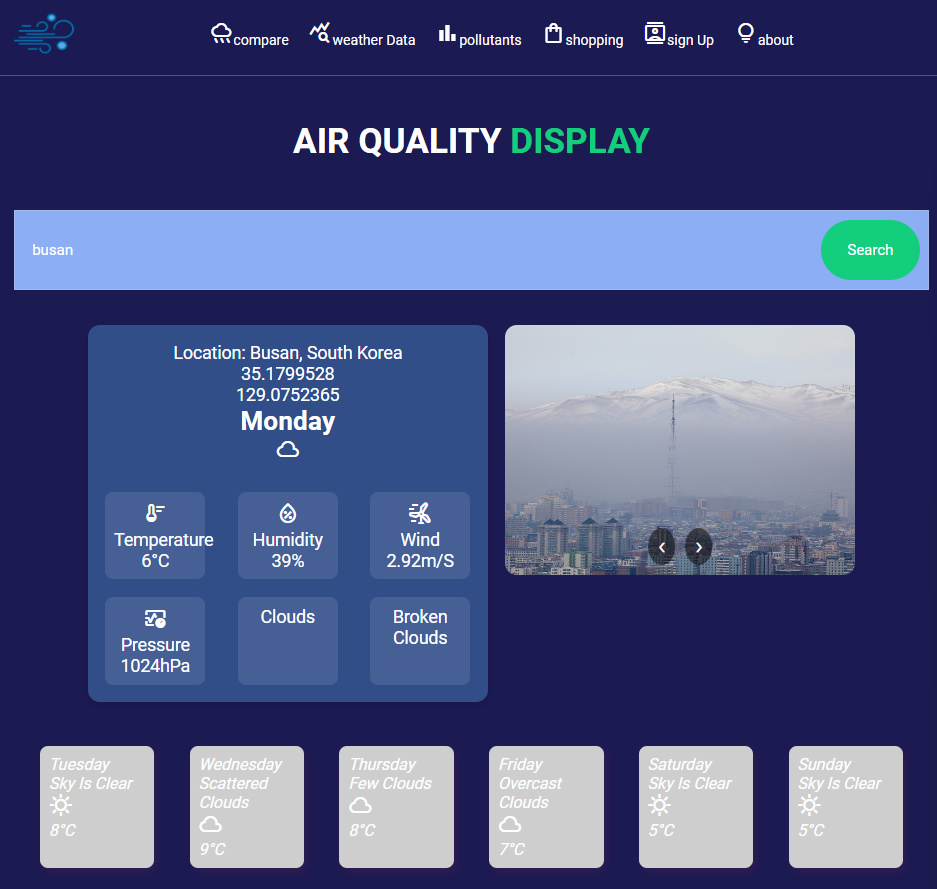 compare weather Data pollutants shopping sign Up about
AIR QUALITY DISPLAY
busan Search
Location: Busan, South Korea
35.1799528
129.0752365
Monday
Temperature
6°C
Humidity
39%
Wind
2.92m/S
Pressure
1024hPa
Clouds
Broken
Clouds
Tuesday
Sky Is Clear
8°C
Wednesday
Scattered
Clouds
9°C
Thursday
Few Clouds
8°C
Friday
Overcast
Clouds
7°C
Saturday
Sky Is Clear
5°C
Sunday
Sky Is Clear
5°C